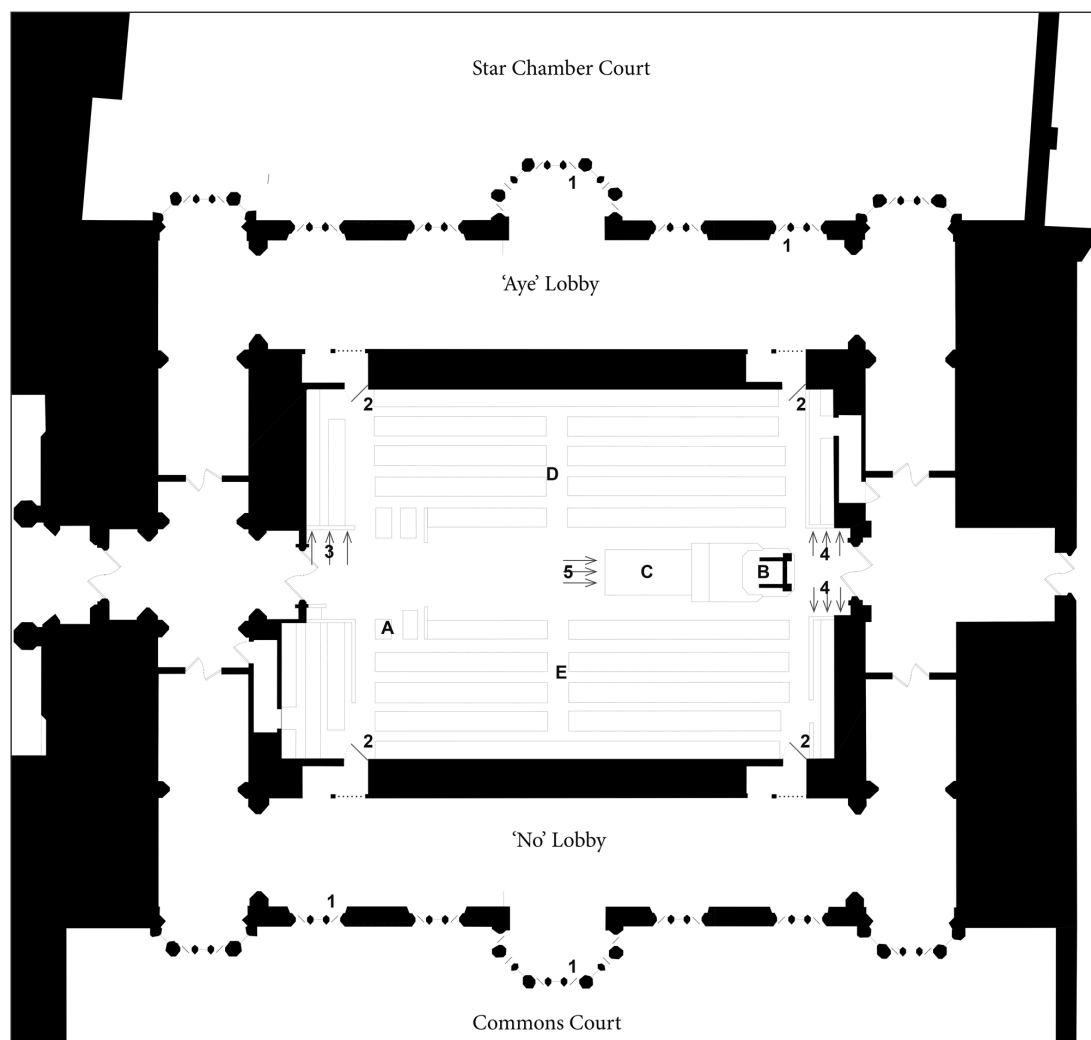 Star Chamber Court
1
1
‘Aye’ Lobby
2
2
D
3
4
5
C
B
4
A
E
2
2
‘No’ Lobby
1
1
Commons Court